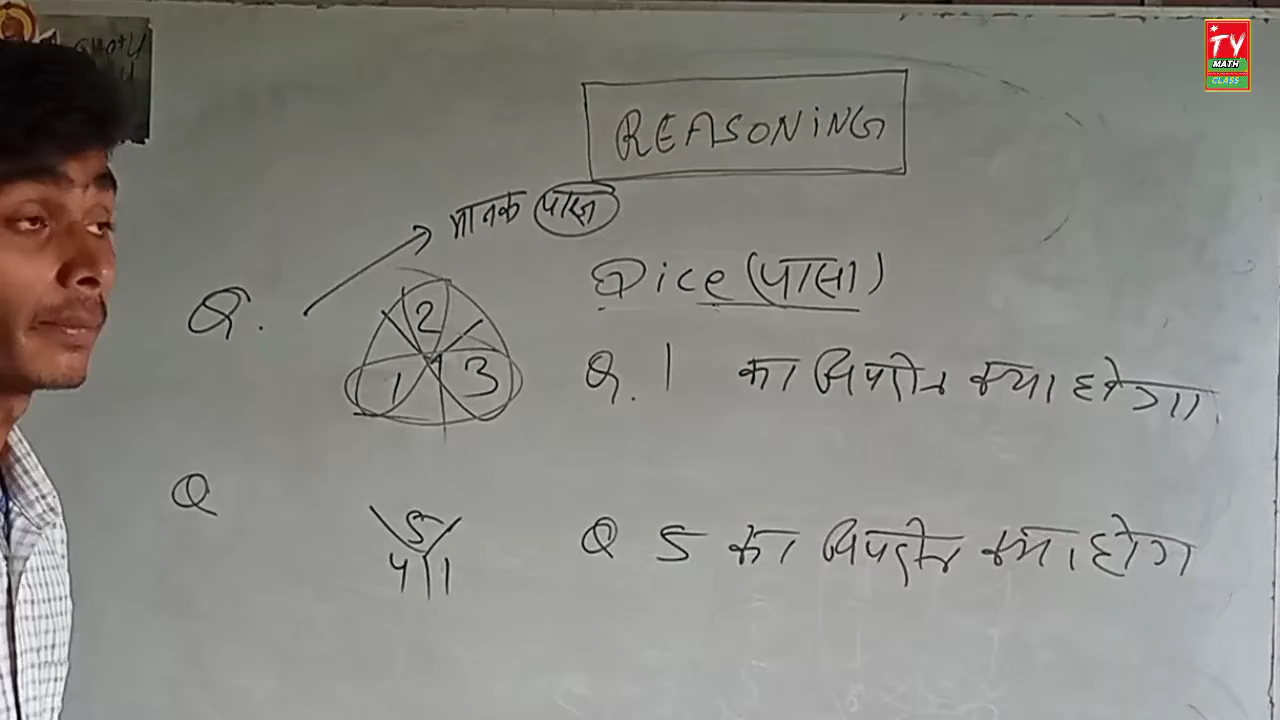 TY
MATH
CLASS
REASONING
मानक पासा
Dice (पासा)
Q.
2
1 3
Q. 1 का विपरीत क्या होगा
Q
5
4 1
Q 5 का विपरीत क्या होगा